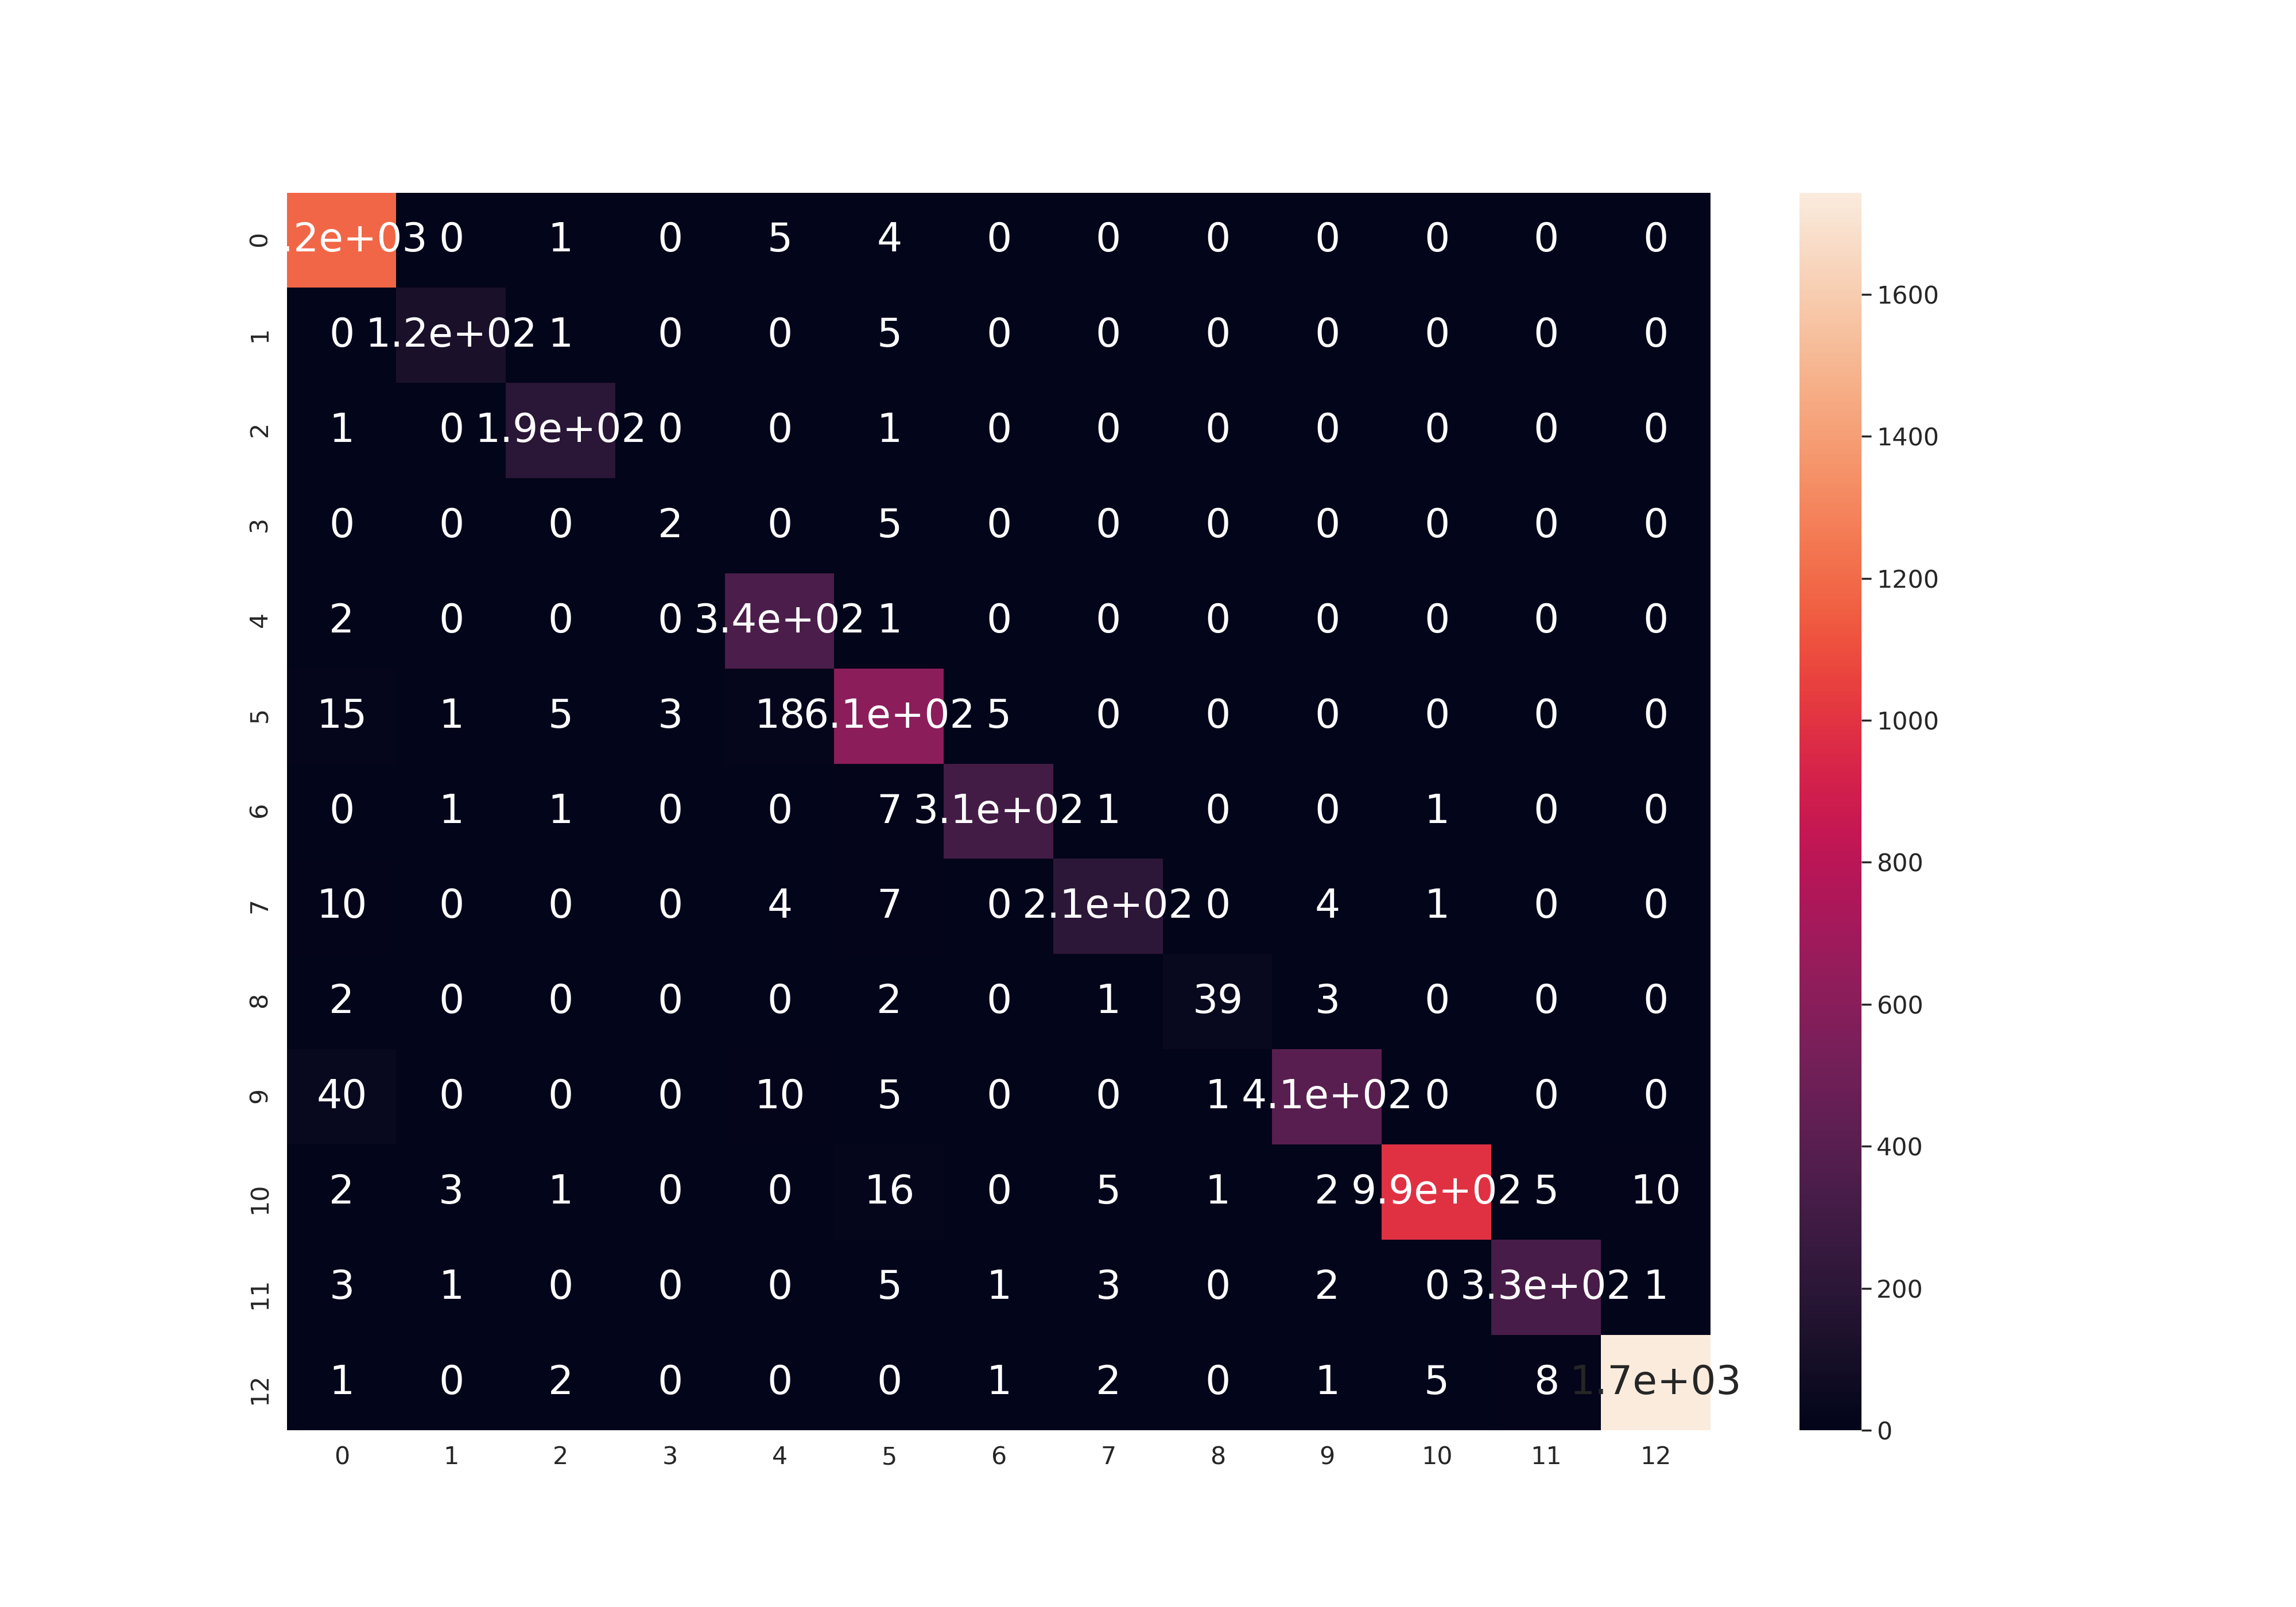 0 .2e+03 0 1 0 5 4 0 0 0 0 0 0 0
1 0 1.2e+02 1 0 0 5 0 0 0 0 0 0 0
2 1 0 1.9e+02 0 0 1 0 0 0 0 0 0 0
3 0 0 0 2 0 5 0 0 0 0 0 0 0
4 2 0 0 0 3.4e+02 1 0 0 0 0 0 0 0
5 15 1 5 3 18 6.1e+02 5 0 0 0 0 0 0
6 0 1 1 0 0 7 3.1e+02 1 0 0 1 0 0
7 10 0 0 0 4 7 0 2.1e+02 0 4 1 0 0
8 2 0 0 0 0 2 0 1 39 3 0 0 0
9 40 0 0 0 10 5 0 0 1 4.1e+02 0 0 0
10 2 3 1 0 0 16 0 5 1 2 9.9e+02 5 10
11 3 1 0 0 0 5 1 3 0 2 0 3.3e+02 1
12 1 0 2 0 0 0 1 2 0 1 5 8 1.7e+03
0 1 2 3 4 5 6 7 8 9 10 11 12
1600
1400
1200
1000
800
600
400
200
0